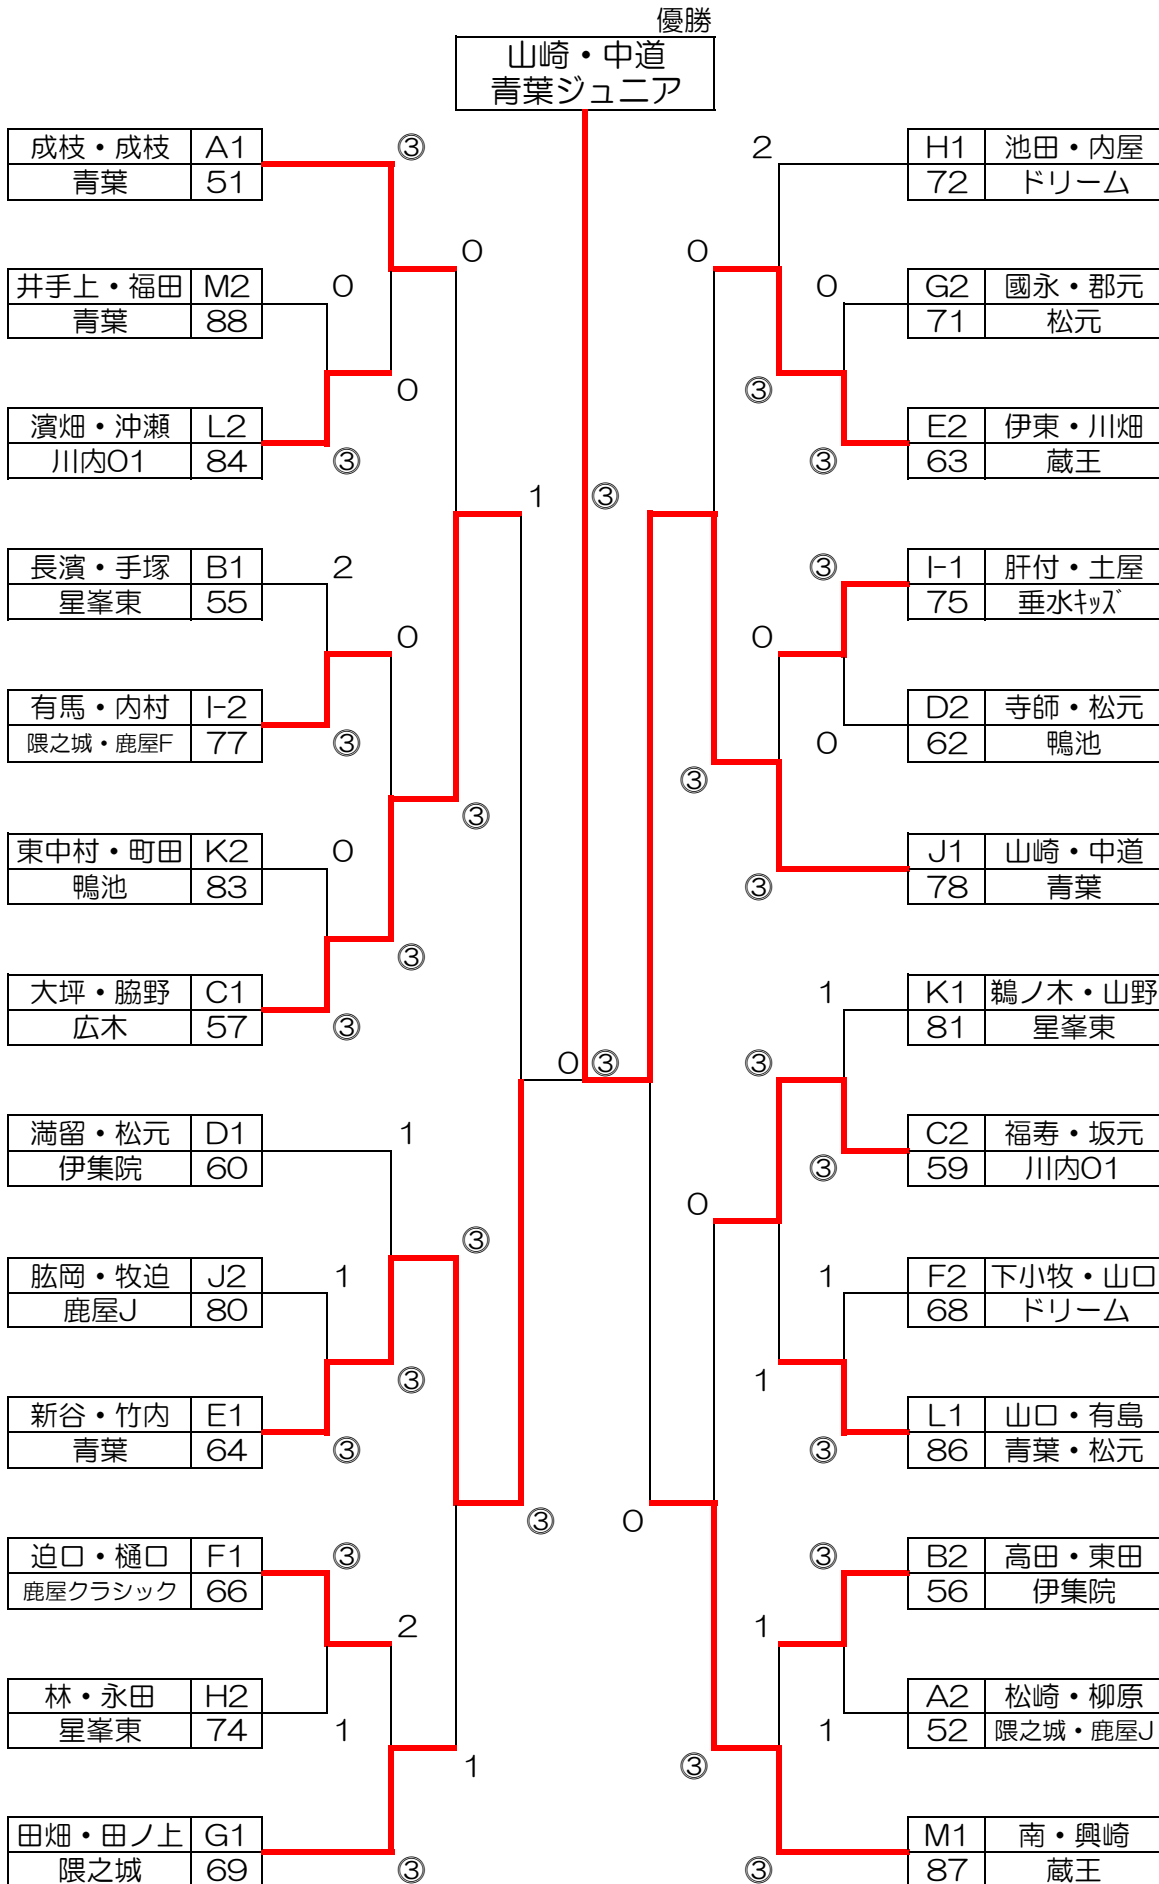 優勝
山崎・中道
青葉ジュニア
成枝・成枝 A1 ③ 2 H1 池田・内屋
青葉 51 72 ドリーム
0 0
井手上・福田 M2 0 0 G2 國永・郡元
青葉 88 71 松元
0 ③
濱畑・沖瀬 L2 E2 伊東・川畑
川内01 84 ③ ③ 63 蔵王
1 ③
長濱・手塚 B1 2 ③ I-1 肝付・土屋
星峯東 55 75 垂水ｷｯｽﾞ
0 0
有馬・内村 I-2 D2 寺師・松元
隈之城・鹿屋F 77 ③ 0 62 鴨池
③ ③
東中村・町田 K2 0 J1 山崎・中道
鴨池 83 ③ 78 青葉
③
大坪・脇野 C1 1 K1 鵜ノ木・山野
広木 57 ③ 81 星峯東
0 ③ ③
満留・松元 D1 1 C2 福寿・坂元
伊集院 60 ③ 59 川内01
③ 0
肱岡・牧迫 J2 1 1 F2 下小牧・山口
鹿屋J 80 68 ドリーム
③ 1
新谷・竹内 E1 L1 山口・有島
青葉 64 ③ ③ 86 青葉・松元
③ 0
迫口・樋口 F1 ③ ③ B2 高田・東田
鹿屋クラシック 66 56 伊集院
2 1
林・永田 H2 A2 松崎・柳原
星峯東 74 1 1 52 隈之城・鹿屋J
1 ③
田畑・田ノ上 G1 M1 南・興崎
隈之城 69 ③ ③ 87 蔵王